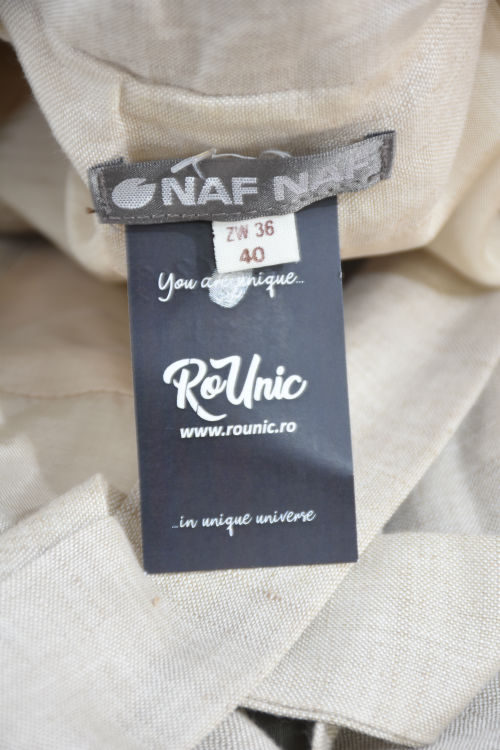 NAF NAF
ZW 36
40
You are unique...
RoUnic
www.rounic.ro
...in unique universe